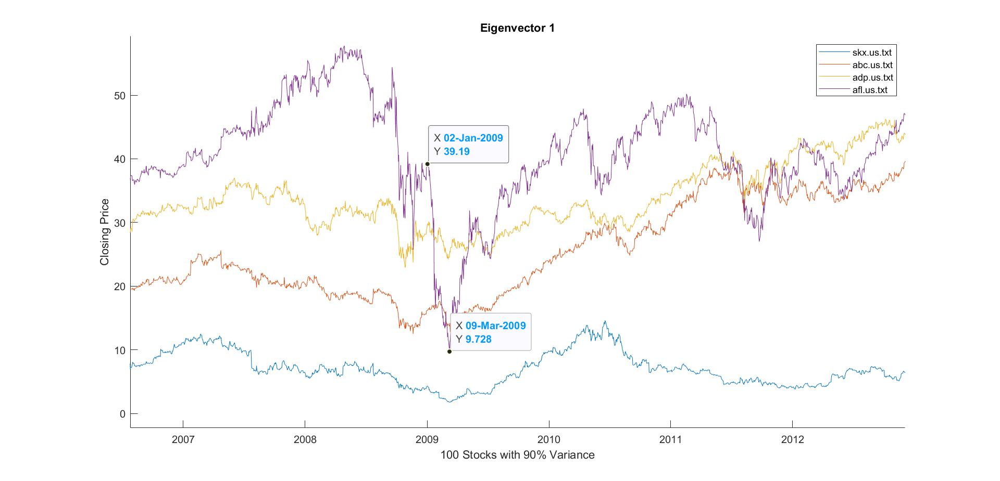 Eigenvector 1
skx.us.txt
abc.us.txt
adp.us.txt
afl.us.txt
50
40
30
20
10
0
Closing Price
X 02-Jan-2009
Y 39.19
X 09-Mar-2009
Y 9.728
2007 2008 2009 2010 2011 2012
100 Stocks with 90% Variance